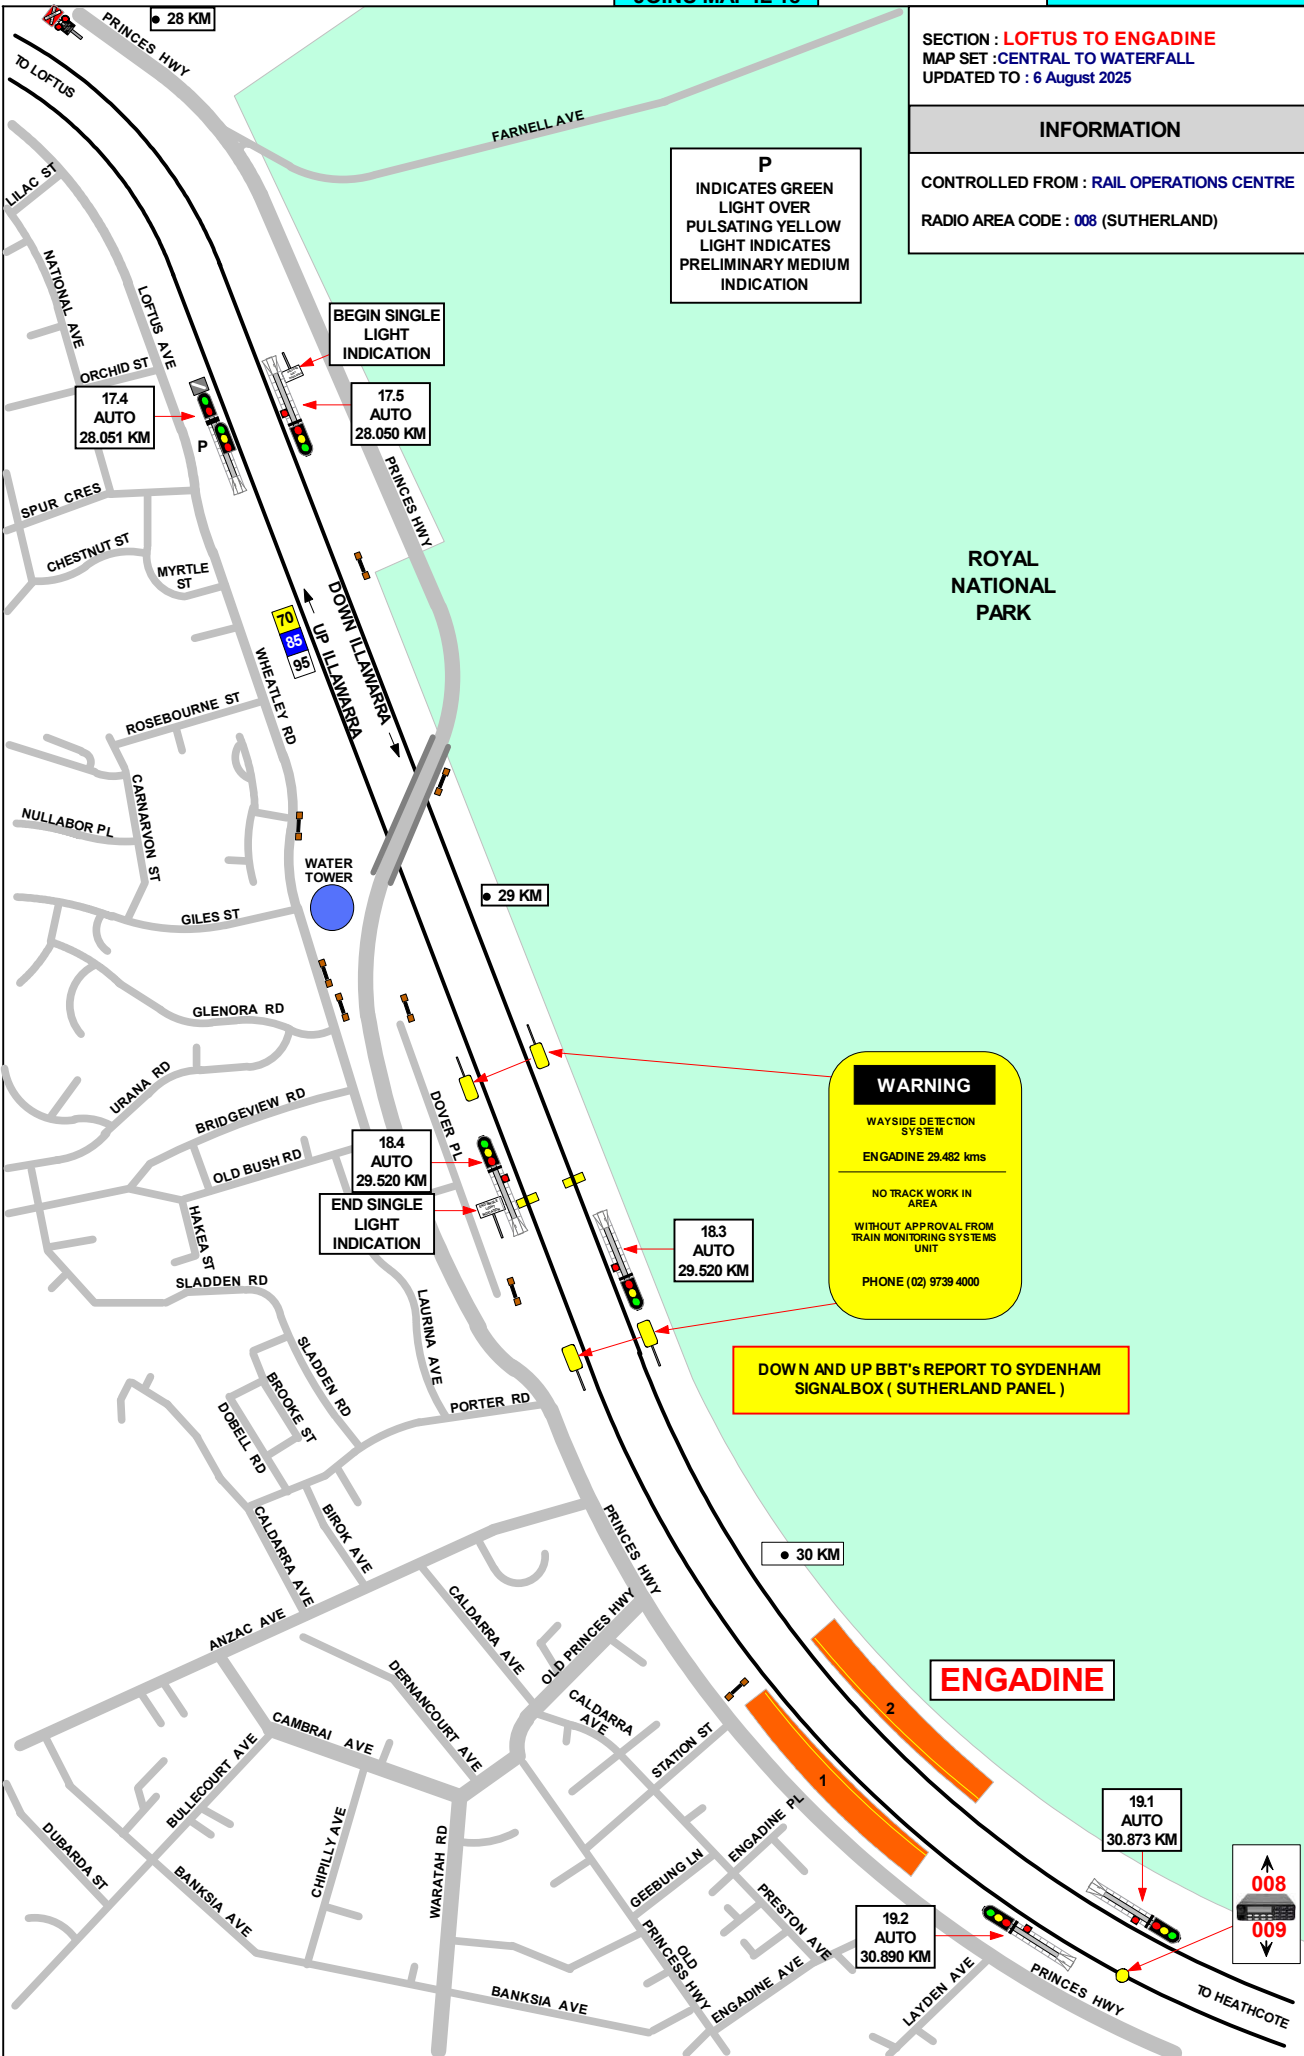 JOINS MAP 12 16
SECTION : LOFTUS TO ENGADINE
MAP SET :CENTRAL TO WATERFALL
UPDATED TO : 6 August 2025
INFORMATION
CONTROLLED FROM : RAIL OPERATIONS CENTRE
RADIO AREA CODE : 008 (SUTHERLAND)
28 KM
PRINCES HWY
TO LOFTUS
FARNELL AVE
P
INDICATES GREEN
LIGHT OVER
PULSATING YELLOW
LIGHT INDICATES
PRELIMINARY MEDIUM
INDICATION
LILAC ST
NATIONAL AVE
LOFTUS AVE
ORCHID ST
BEGIN SINGLE
LIGHT
INDICATION
17.4
AUTO
28.051 KM
17.5
AUTO
28.050 KM
P
PRINCES HWY
SPUR CRES
CHESTNUT ST
MYRTLE
ST
ROYAL
NATIONAL
PARK
70
85
95
UP ILLAWARRA
DOWN ILLAWARRA
WHEATLEY RD
ROSEBOURNE ST
CARNARVON ST
NULLABOR PL
WATER
TOWER
29 KM
GILES ST
GLENORA RD
URANA RD
BRIDGEVIEW RD
OLD BUSH RD
DOVER PL
HAKEA ST
WARNING
WAYSIDE DETECTION
SYSTEM
ENGADINE 29.482 kms
NO TRACK WORK IN
AREA
WITHOUT APPROVAL FROM
TRAIN MONITORING SYSTEMS
UNIT
PHONE (02) 9739 4000
18.4
AUTO
29.520 KM
END SINGLE
LIGHT
INDICATION
18.3
AUTO
29.520 KM
SLADDEN RD
LAURINA AVE
SLADDEN RD
BROOKE ST
DOBELL RD
PORTER RD
DOWN AND UP BBT's REPORT TO SYDENHAM
SIGNALBOX ( SUTHERLAND PANEL )
CALDARRA AVE
BIROK AVE
PRINCES HWY
30 KM
ANZAC AVE
CALDARRA AVE
OLD PRINCES HWY
DERNANCOURT AVE
CALDARRA
AVE
ENGADINE
2
1
CAMBRAI AVE
STATION ST
BULLECOURT AVE
CHIPILLY AVE
WARATAH RD
ENGADINE PL
GEEBUNG LN
PRESTON AVE
DUBARDA ST
BANKSIA AVE
OLD
PRINCESS HWY
ENGADINE AVE
BANKSIA AVE
19.1
AUTO
30.873 KM
19.2
AUTO
30.890 KM
008
009
LAYDEN AVE
PRINCES HWY
TO HEATHCOTE